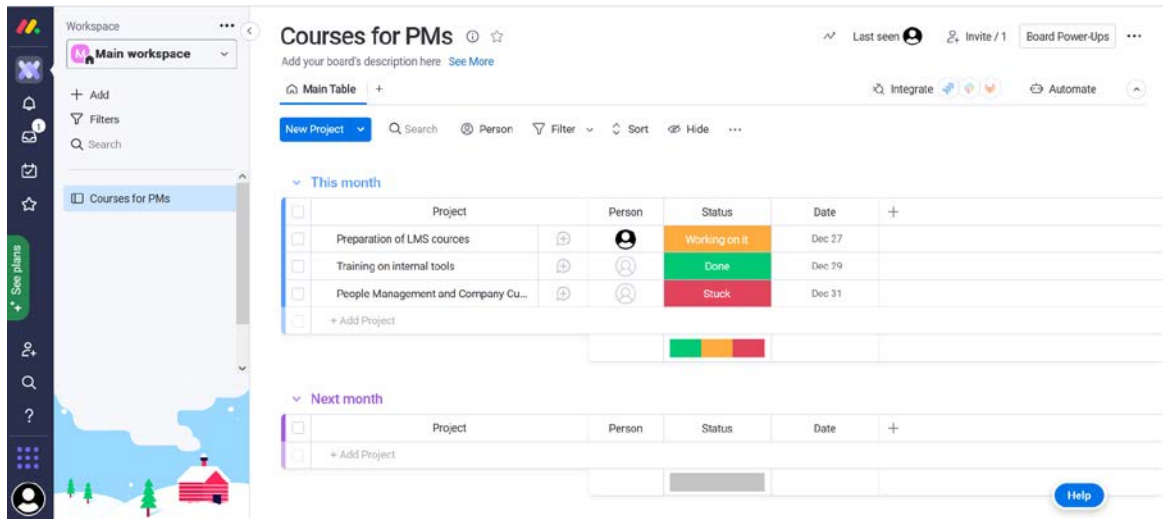 Workspace
Main workspace
M
+ Add
Filters
Search
Courses for PMs
1
See plans
?
Courses for PMs
Last seen
Invite / 1
Board Power-Ups
Add your board's description here See More
Main Table +
Integrate
Automate
New Project
Search
Person
Filter
Sort
Hide
This month
Project Person Status Date +
Preparation of LMS cources Working on it Dec 27
Training on internal tools Done Dec 29
People Management and Company Cu... Stuck Dec 31
+ Add Project
Next month
Project Person Status Date +
+ Add Project
Help